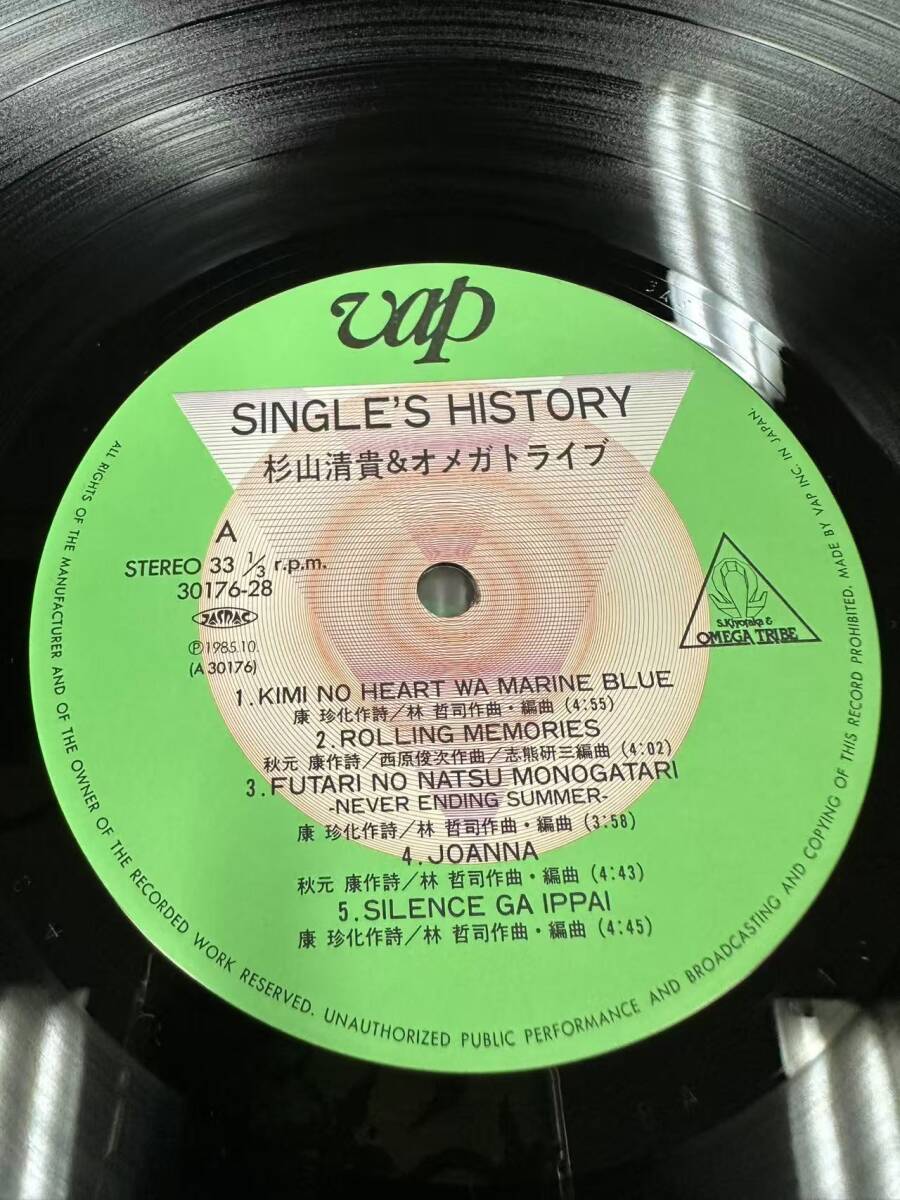 vap
SINGLE'S HISTORY
杉山清貴&オメガトライブ
A
STEREO 33 1/3 r.p.m.
30176-28
JASRAC
Ⓟ1985.10
(A 30176)
S.Kiyotaka &
OMEGA TRIBE
1.KIMI NO HEART WA MARINE BLUE
康 珍化作詩/林 哲司作曲・編曲(4:55)
2.ROLLING MEMORIES
秋元 康作詩/西原俊次作曲/志熊研三編曲(4:02)
3.FUTARI NO NATSU MONOGATARI
-NEVER ENDING SUMMER-
康 珍化作詩/林 哲司作曲・編曲(3:58)
4.JOANNA
秋元 康作詩/林 哲司作曲・編曲(4:43)
5.SILENCE GA IPPAI
康 珍化作詩/林 哲司作曲・編曲(4:45)
ALL RIGHTS OF THE MANUFACTURER AND OF THE OWNER OF THE RECORDED WORK RESERVED. UNAUTHORIZED PUBLIC PERFORMANCE AND BROADCASTING AND COPYING OF THIS RECORD PROHIBITED. MADE BY VAP INC. IN JAPAN.